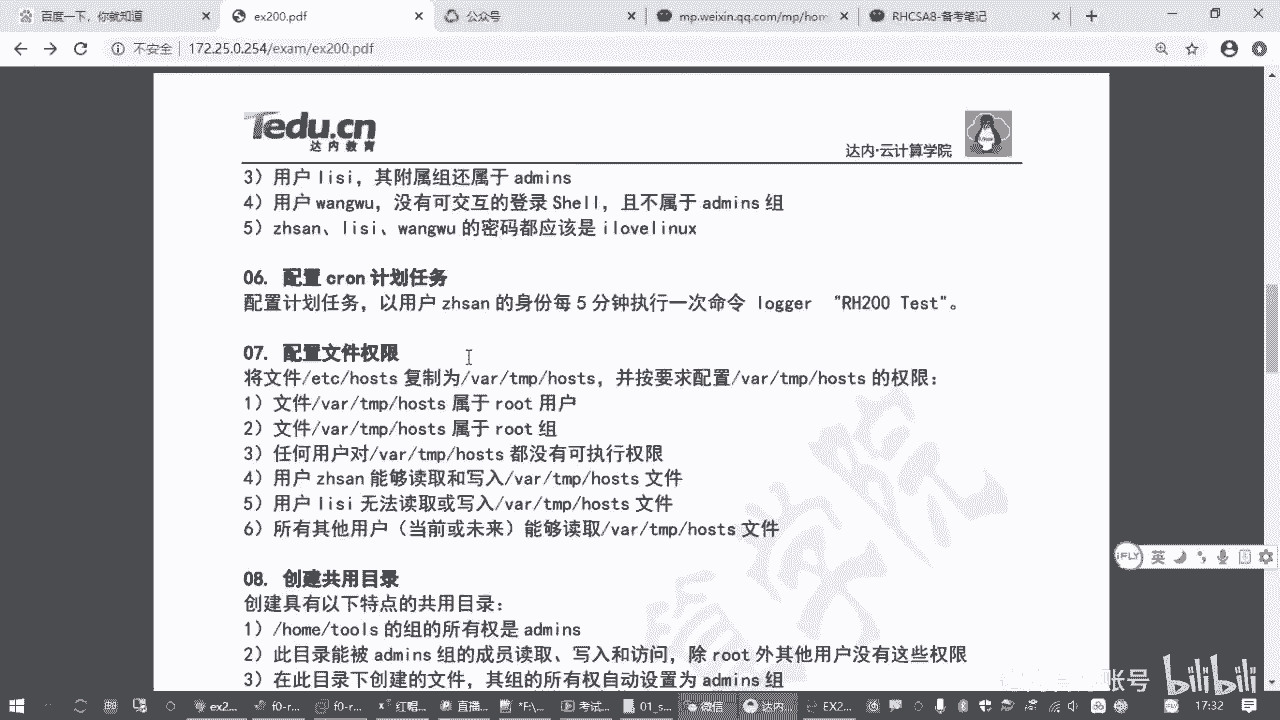 百度一下，你就知道
ex200.pdf
公众号
mp.weixin.qq.com/mp/hom
RHCSA8-备考笔记
不安全
172.25.0.254/exam/ex200.pdf
Tedu.cn
达内教育
达内·云计算学院
3）用户 lisi，其附属组还属于 admins
4）用户 wangwu，没有可交互的登录 Shell，且不属于 admins 组
5）zhsan、lisi、wangwu 的密码都应该是 ilovelinux
06. 配置 cron 计划任务
配置计划任务，以用户 zhsan 的身份每 5 分钟执行一次命令 logger “RH200 Test"。
07. 配置文件权限
将文件/etc/hosts 复制为/var/tmp/hosts，并按要求配置/var/tmp/hosts 的权限：
1）文件/var/tmp/hosts 属于 root 用户
2）文件/var/tmp/hosts 属于 root 组
3）任何用户对/var/tmp/hosts 都没有可执行权限
4）用户 zhsan 能够读取和写入/var/tmp/hosts 文件
5）用户 lisi 无法读取或写入/var/tmp/hosts 文件
6）所有其他用户（当前或未来）能够读取/var/tmp/hosts 文件
08. 创建共用目录
创建具有以下特点的共用目录：
1）/home/tools 的组的所有权是 admins
2）此目录能被 admins 组的成员读取、写入和访问，除 root 外其他用户没有这些权限
3）在此目录下创建的文件，其组的所有权自动设置为 admins 组
学院
iFLY
英
账号
bilibili
ex2...
f0-r...
f0-r...
红帽...
直播...
"F\...
考试...
01_s...
EX2...
17:32